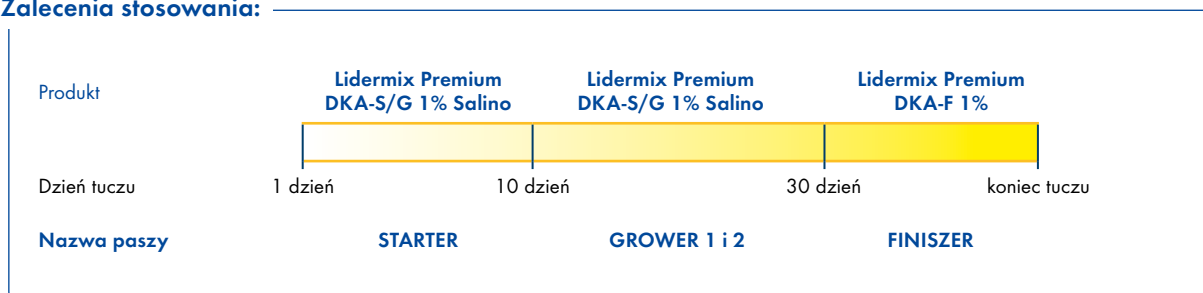 Zalecenia stosowania:
Produkt
Lidermix Premium
DKA-S/G 1% Salino
Lidermix Premium
DKA-S/G 1% Salino
Lidermix Premium
DKA-F 1%
Dzień tuczu 1 dzień 10 dzień 30 dzień koniec tuczu
Nazwa paszy STARTER GROWER 1 i 2 FINISZER